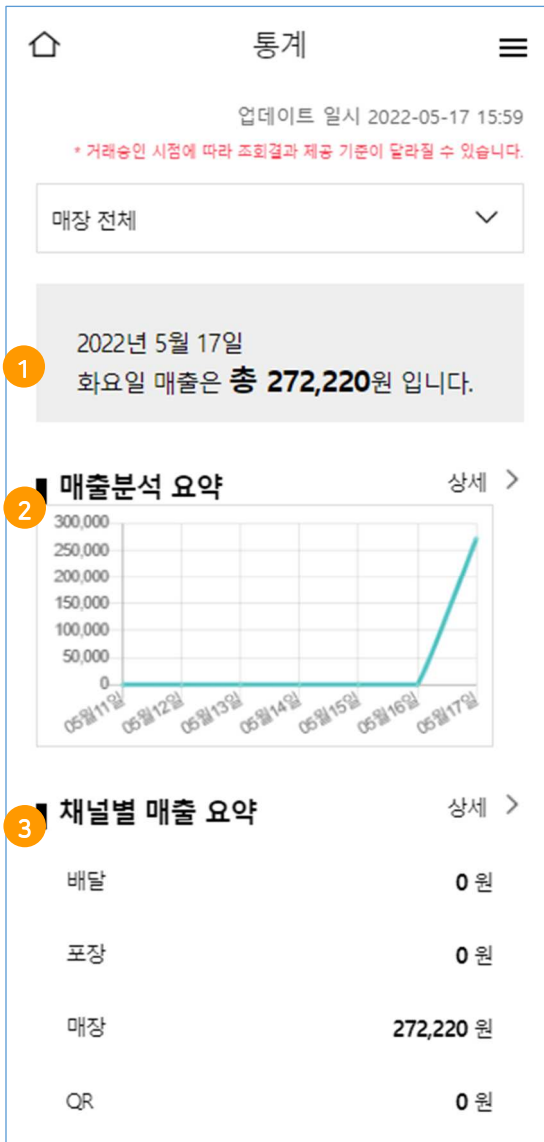 통계
업데이트 일시 2022-05-17 15:59
* 거래승인 시점에 따라 조회결과 제공 기준이 달라질 수 있습니다.
매장 전체
1
2022년 5월 17일
화요일 매출은 총 272,220원 입니다.
2
매출분석 요약 상세 >
300,000
250,000
200,000
150,000
100,000
50,000
0
05월11일 05월12일 05월13일 05월14일 05월15일 05월16일 05월17일
3
채널별 매출 요약 상세 >
배달 0 원
포장 0 원
매장 272,220 원
QR 0 원